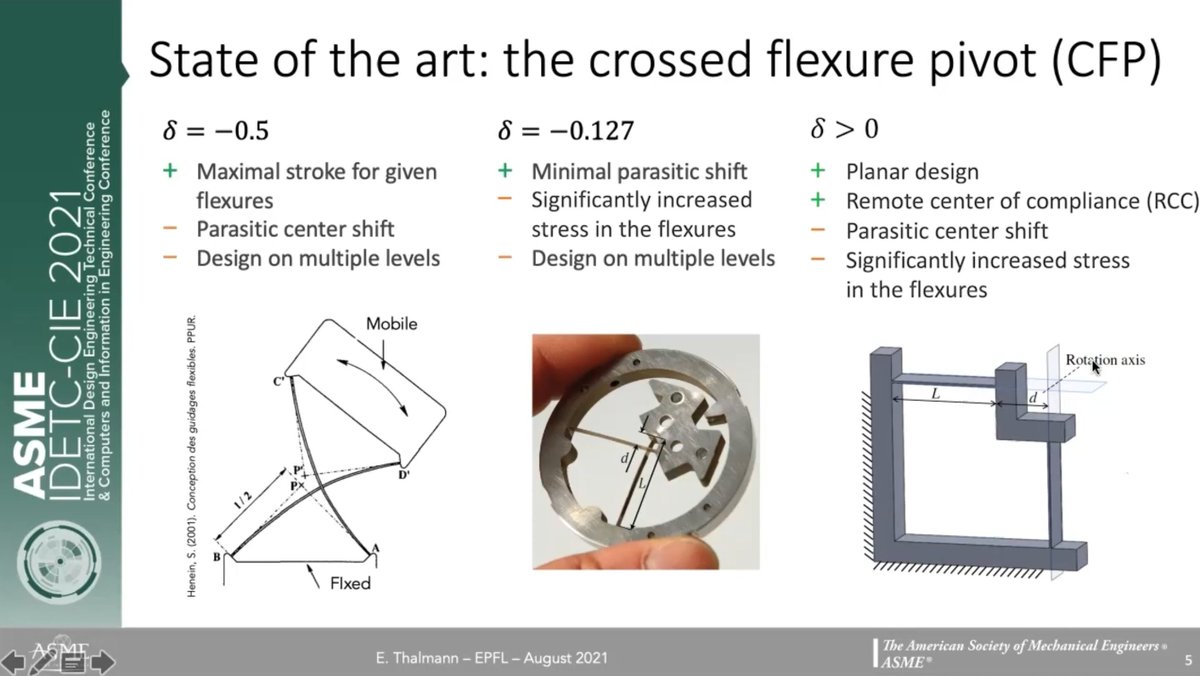 State of the art: the crossed flexure pivot (CFP)
δ = −0.5
+ Maximal stroke for given
flexures
− Parasitic center shift
− Design on multiple levels
δ = −0.127
+ Minimal parasitic shift
− Significantly increased
stress in the flexures
− Design on multiple levels
δ > 0
+ Planar design
+ Remote center of compliance (RCC)
− Parasitic center shift
− Significantly increased stress
in the flexures
Henein, S. (2001). Conception des guidages flexibles. PPUR.
Mobile
C'
D'
P'
P
1/2
B
A
FIxed
d
L
Rotation axis
L
d
ASME
IDETC-CIE 2021
International Design Engineering Technical Conference
& Computers and Information in Engineering Conference
ASME
E. Thalmann – EPFL – August 2021
The American Society of Mechanical Engineers ®
ASME ®
5